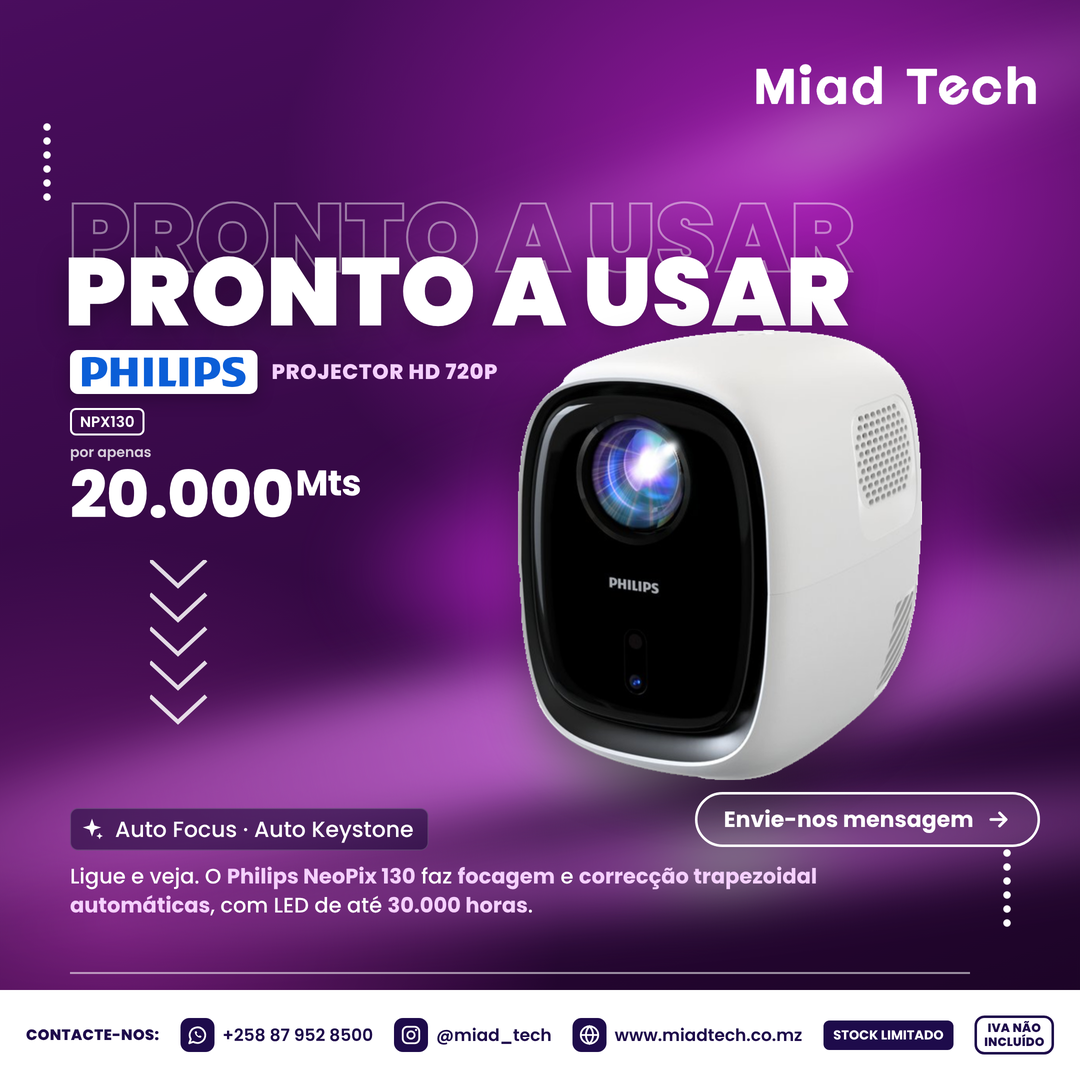 Miad Tech
PRONTO A USAR
PRONTO A USAR
PHILIPS PROJECTOR HD 720P
NPX130
por apenas
20.000Mts
PHILIPS
Auto Focus · Auto Keystone
Envie-nos mensagem →
Ligue e veja. O Philips NeoPix 130 faz focagem e correcção trapezoidal
automáticas, com LED de até 30.000 horas.
CONTACTE-NOS: +258 87 952 8500 @miad_tech www.miadtech.co.mz STOCK LIMITADO IVA NÃO
INCLUÍDO